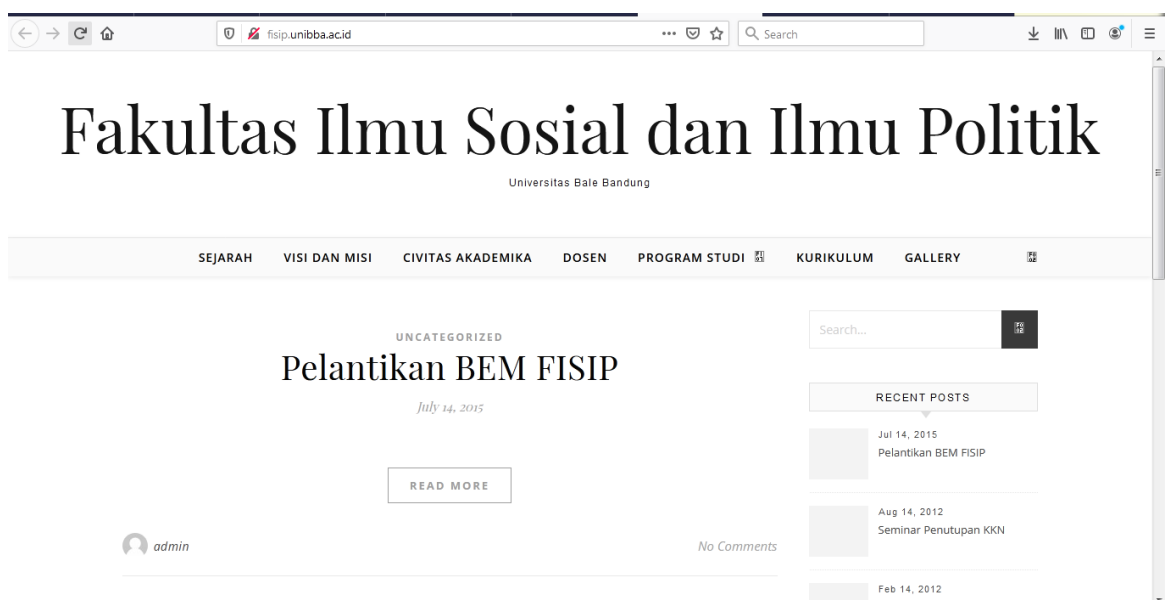 fisip.unibba.ac.id
Search
Fakultas Ilmu Sosial dan Ilmu Politik
Universitas Bale Bandung
SEJARAH VISI DAN MISI CIVITAS AKADEMIKA DOSEN PROGRAM STUDI KURIKULUM GALLERY
UNCATEGORIZED
Pelantikan BEM FISIP
July 14, 2015
READ MORE
admin
No Comments
Search...
RECENT POSTS
Jul 14, 2015
Pelantikan BEM FISIP
Aug 14, 2012
Seminar Penutupan KKN
Feb 14, 2012